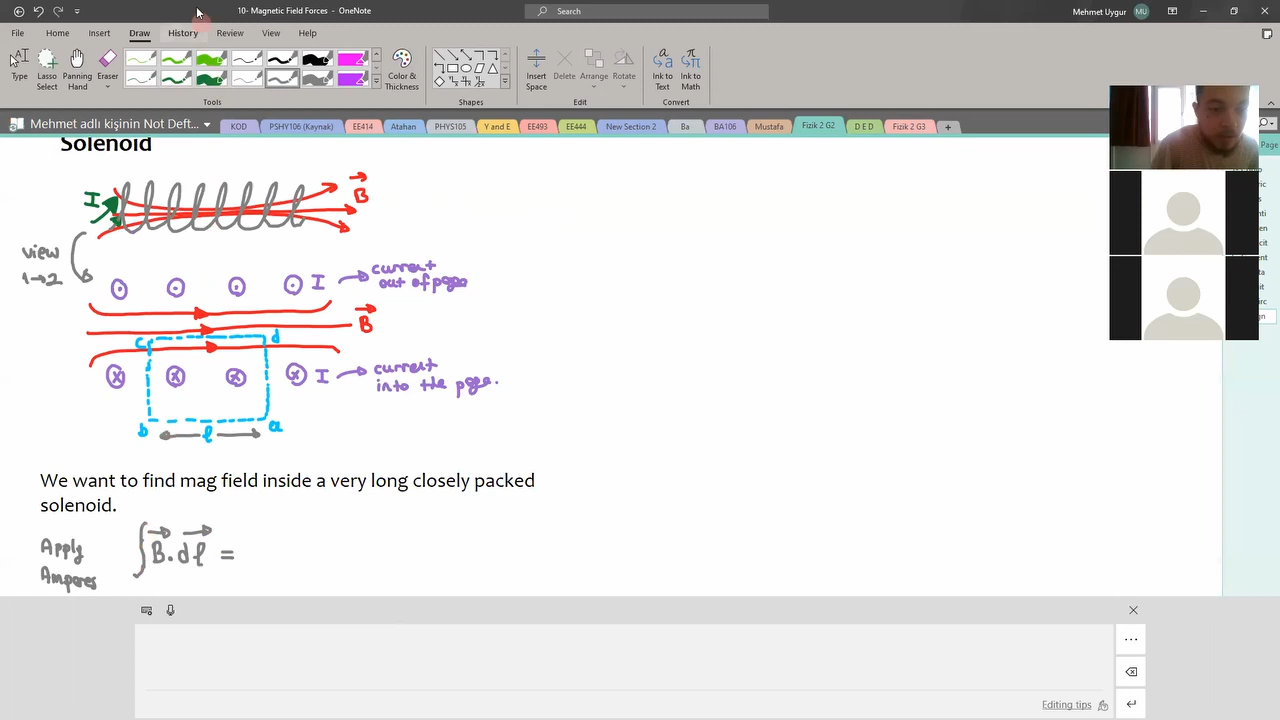 10- Magnetic Field Forces - OneNote
Search
Mehmet Uygur
MU
File
Home
Insert
Draw
History
Review
View
Help
Type
Lasso Select
Panning Hand
Eraser
Color & Thickness
Insert Space
Delete
Arrange
Rotate
Ink to Text
Ink to Math
Tools
Shapes
Edit
Convert
Mehmet adlı kişinin Not Deft...
KOD
PSHY106 (Kaynak)
EE414
Atahan
PHYS105
Y and E
EE493
EE444
New Section 2
Ba
BA106
Mustafa
Fizik 2 G2
D E D
Fizik 2 G3
+
Page
Solenoid
I
B
view
1→2
I
current
out of page
B
c
d
I
current
into the page.
b
l
a
We want to find mag field inside a very long closely packed
solenoid.
Apply
Amperes
∫B⃗.dl⃗ =
Editing tips